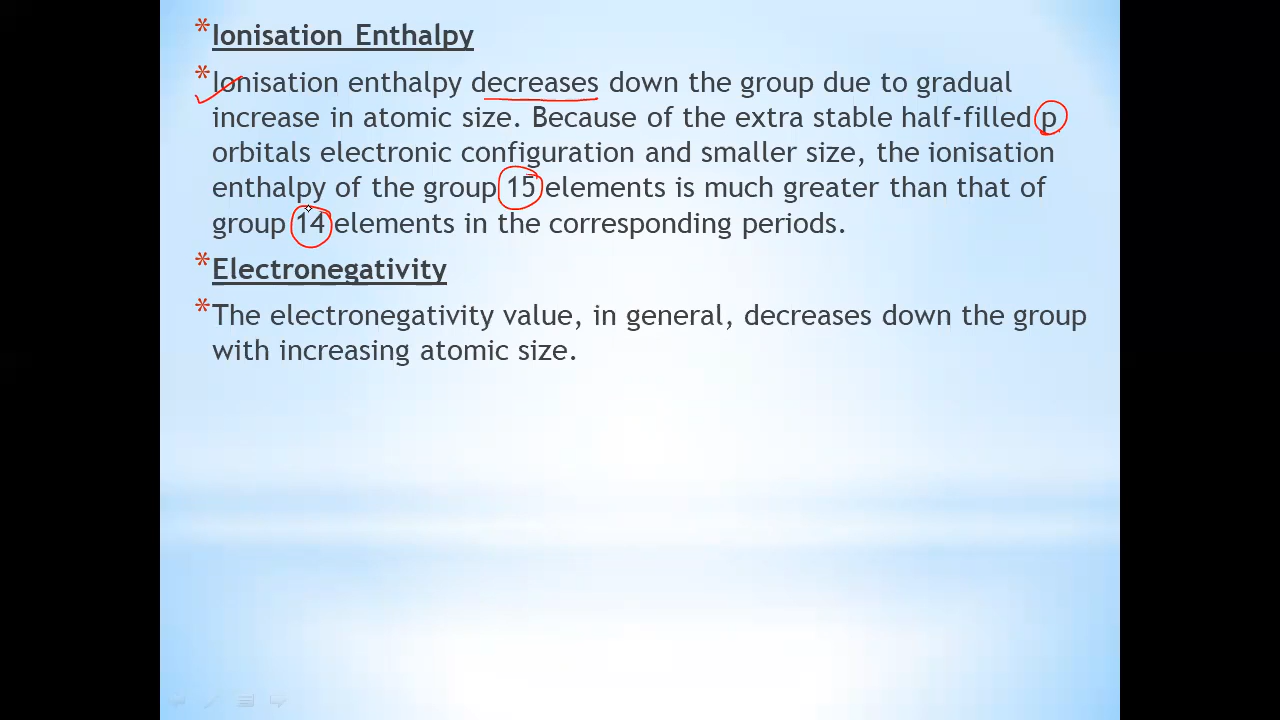 * Ionisation Enthalpy
* Ionisation enthalpy decreases down the group due to gradual
increase in atomic size. Because of the extra stable half-filled p
orbitals electronic configuration and smaller size, the ionisation
enthalpy of the group 15 elements is much greater than that of
group 14 elements in the corresponding periods.
* Electronegativity
* The electronegativity value, in general, decreases down the group
with increasing atomic size.